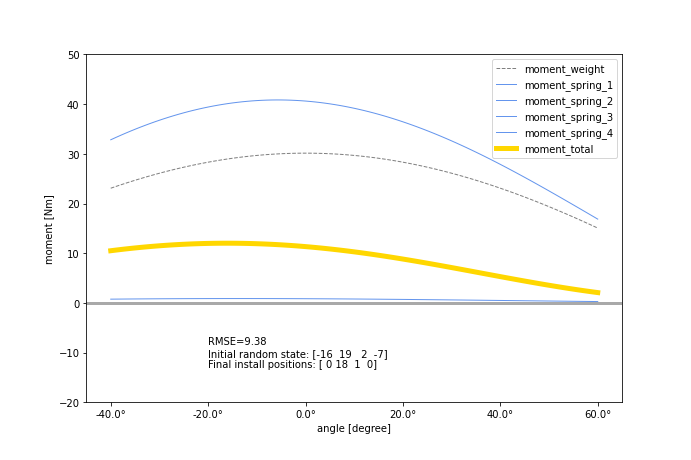 50
40
30
20
10
0
−10
−20
moment [Nm]
moment_weight
moment_spring_1
moment_spring_2
moment_spring_3
moment_spring_4
moment_total
RMSE=9.38
Initial random state: [-16  19   2  -7]
Final install positions: [ 0 18  1  0]
-40.0° -20.0° 0.0° 20.0° 40.0° 60.0°
angle [degree]